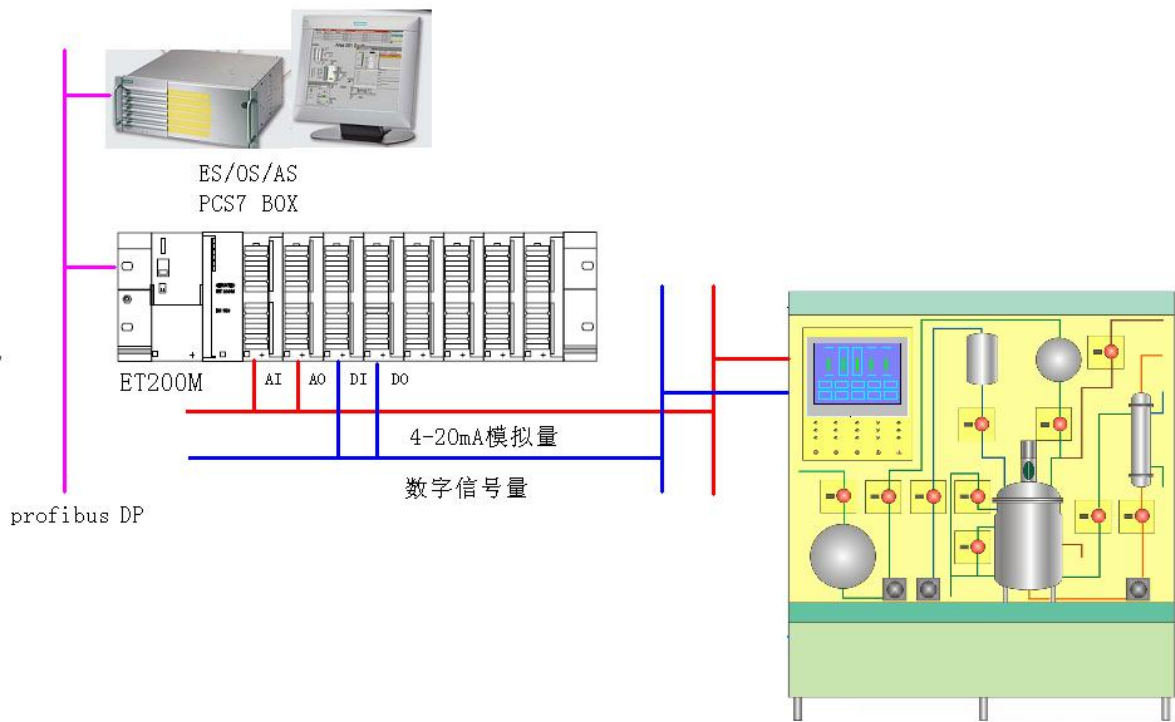 ES/OS/AS
PCS7 BOX
ET200M
AI
AO
DI
DO
4-20mA模拟量
数字信号量
profibus DP